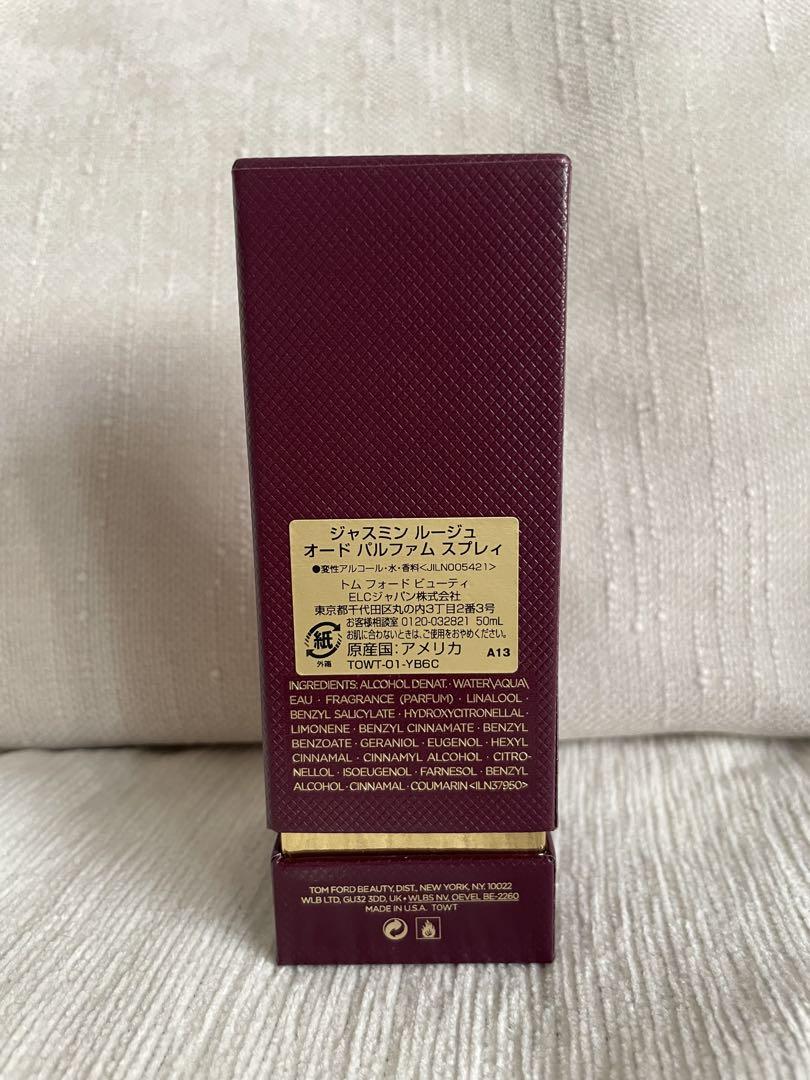 ジャスミン ルージュ
オード パルファム スプレィ
●変性アルコール・水・香料<JILN005421>
トム フォード ビューティ
ELCジャパン株式会社
東京都千代田区丸の内3丁目2番3号
お客様相談室 0120-032821 50mL
お肌に合わないときは、ご使用をおやめください。
紙 原産国:アメリカ A13
外箱 TOWT-01-YB6C
INGREDIENTS: ALCOHOL DENAT. · WATER\AQUA\
EAU · FRAGRANCE (PARFUM) · LINALOOL ·
BENZYL SALICYLATE · HYDROXYCITRONELLAL ·
LIMONENE · BENZYL CINNAMATE · BENZYL
BENZOATE · GERANIOL · EUGENOL · HEXYL
CINNAMAL · CINNAMYL ALCOHOL · CITRO-
NELLOL · ISOEUGENOL · FARNESOL · BENZYL
ALCOHOL · CINNAMAL · COUMARIN <ILN37950>
TOM FORD BEAUTY, DIST., NEW YORK, N.Y. 10022
WLB LTD, GU32 3DD, UK • WLBS NV, OEVEL BE-2260
MADE IN U.S.A. TOWT